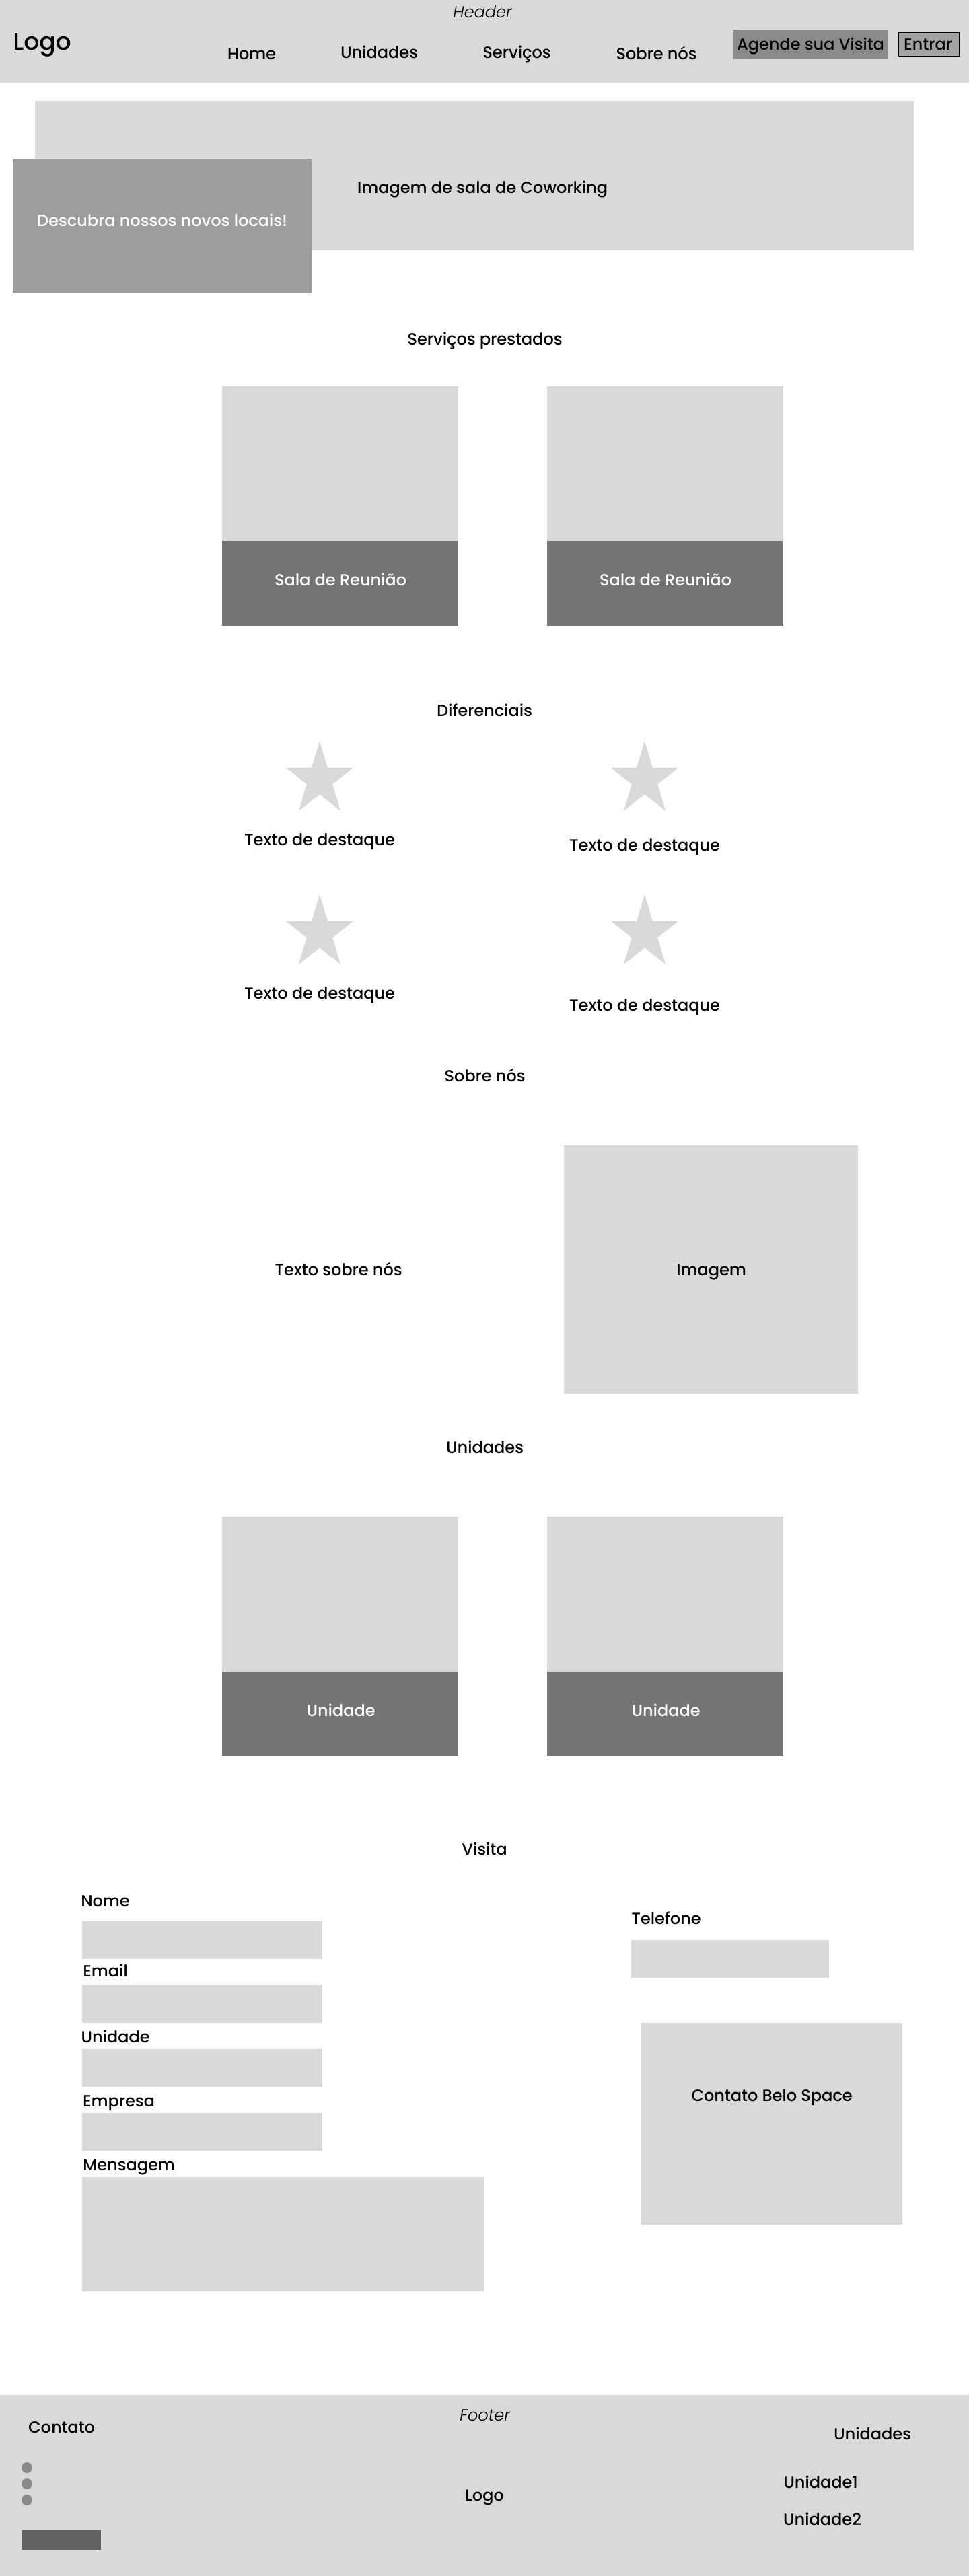 Header
Logo
Home
Unidades
Serviços
Sobre nós
Agende sua Visita
Entrar
Imagem de sala de Coworking
Descubra nossos novos locais!
Serviços prestados
Sala de Reunião
Sala de Reunião
Diferenciais
Texto de destaque
Texto de destaque
Texto de destaque
Texto de destaque
Sobre nós
Texto sobre nós
Imagem
Unidades
Unidade
Unidade
Visita
Nome
Email
Unidade
Empresa
Mensagem
Telefone
Contato Belo Space
Footer
Contato
Logo
Unidades
Unidade1
Unidade2